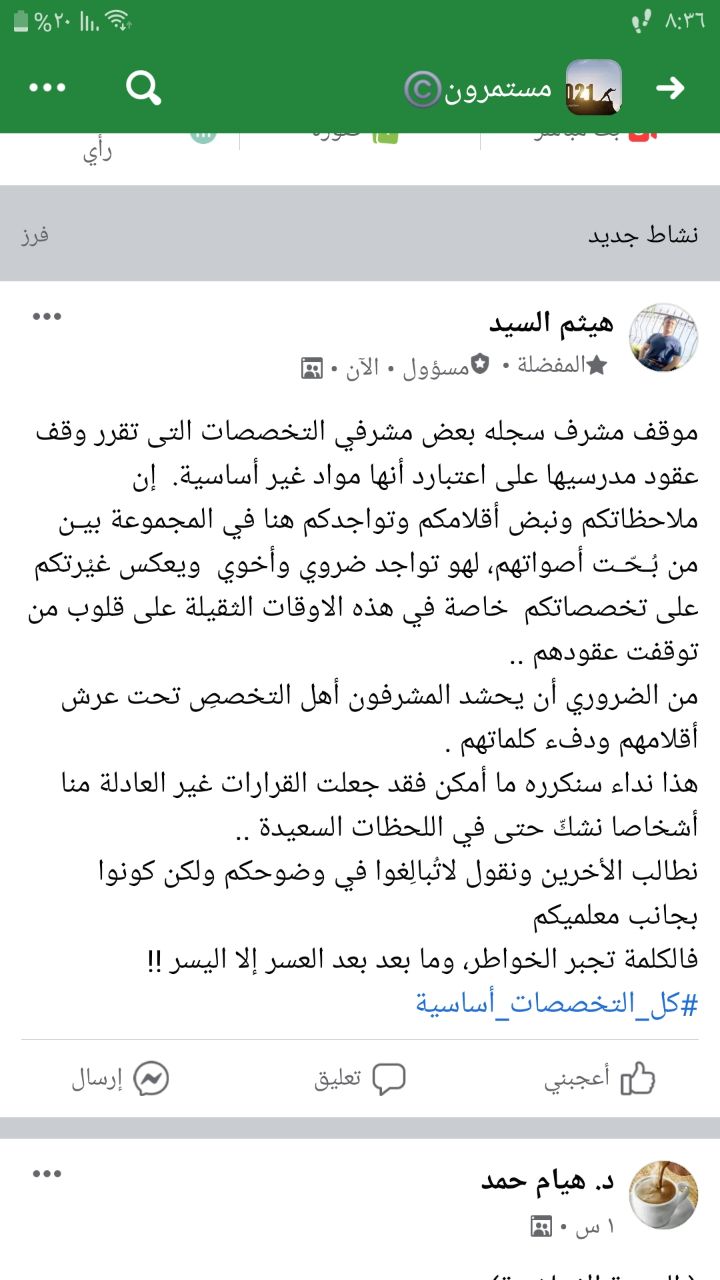 ٨:٣٦ %٢٠
مستمرون©
021
رأي
نشاط جديد فرز
هيثم السيد
المفضلة • مسؤول • الآن •
موقف مشرف سجله بعض مشرفي التخصصات التى تقرر وقف
عقود مدرسيها على اعتبارد أنها مواد غير أساسية. إن
ملاحظاتكم ونبض أقلامكم وتواجدكم هنا في المجموعة بيـن
من بُـحّـت أصواتهم، لهو تواجد ضروي وأخوي ويعكس غيْرتكم
على تخصصاتكم خاصة في هذه الاوقات الثقيلة على قلوب من
توقفت عقودهم ..
من الضروري أن يحشد المشرفون أهل التخصصِ تحت عرش
أقلامهم ودفء كلماتهم .
هذا نداء سنكرره ما أمكن فقد جعلت القرارات غير العادلة منا
أشخاصا نشكّ حتى في اللحظات السعيدة ..
نطالب الأخرين ونقول لاتُبالِغوا في وضوحكم ولكن كونوا
بجانب معلميكم
فالكلمة تجبر الخواطر، وما بعد بعد العسر إلا اليسر !!
#كل_التخصصات_أساسية
أعجبني تعليق إرسال
د. هيام حمد
١ س •